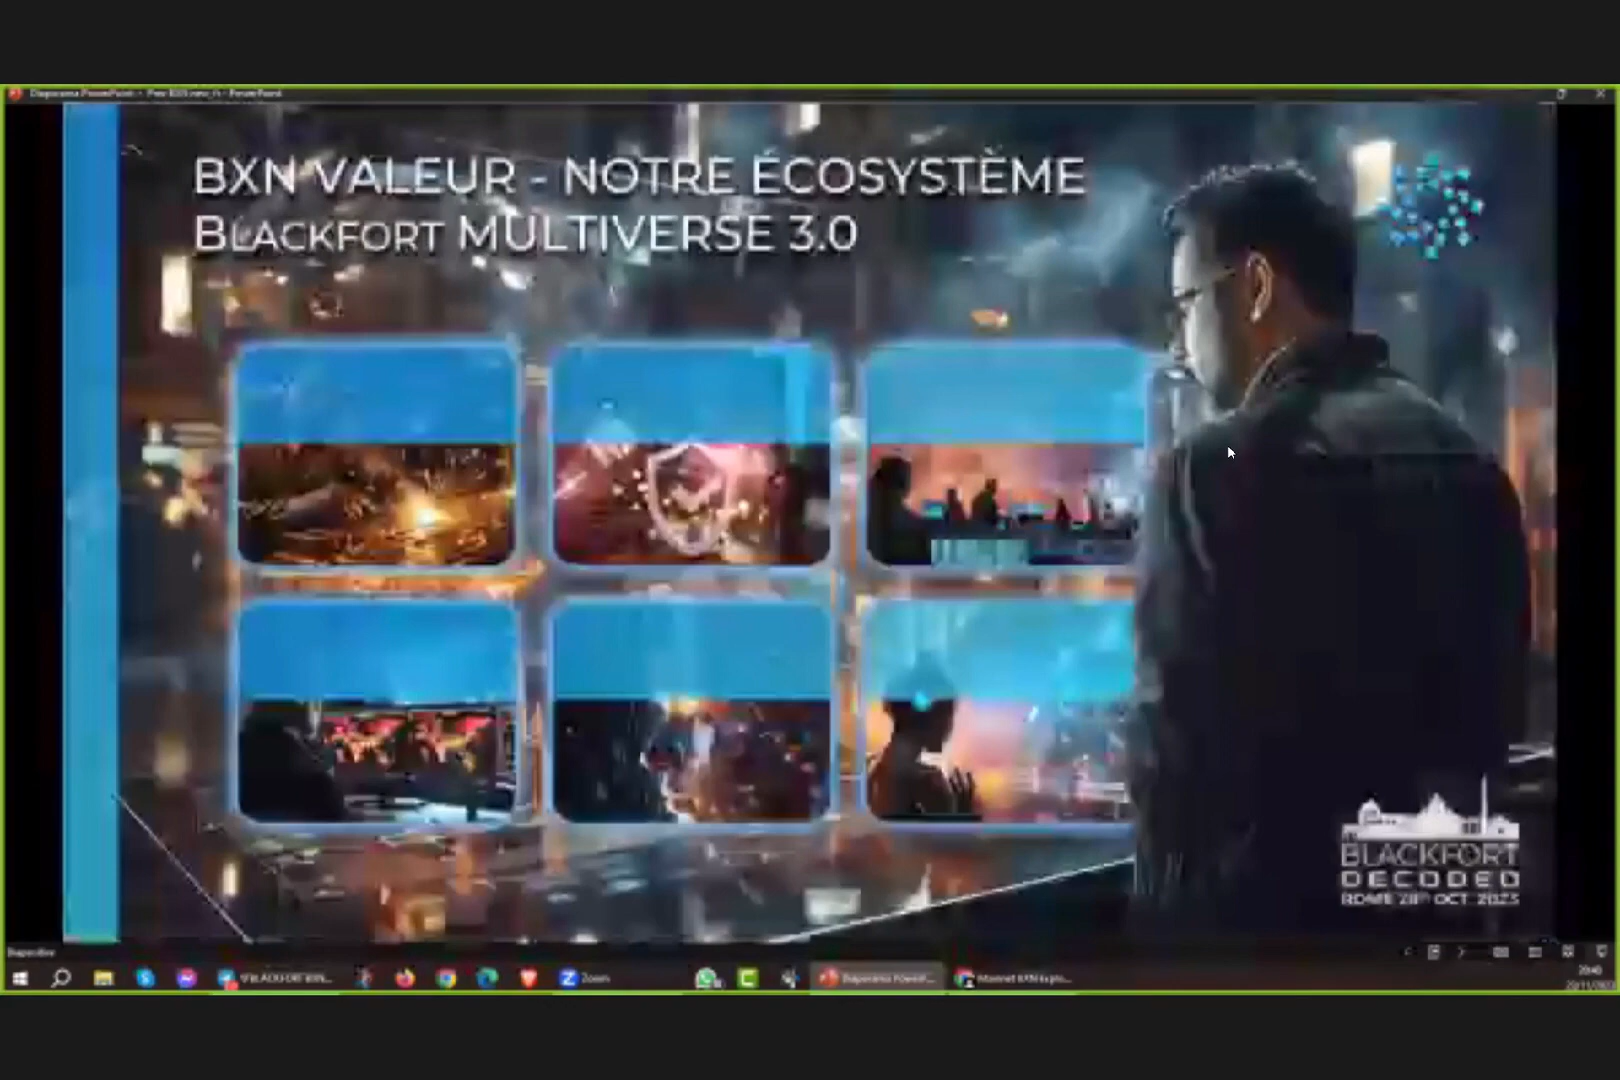 BXN VALEUR - NOTRE ÉCOSYSTÈME
BLACKFORT MULTIVERSE 3.0
BLACKFORT
DECODED
ROME 28TH OCT 2023
Zoom